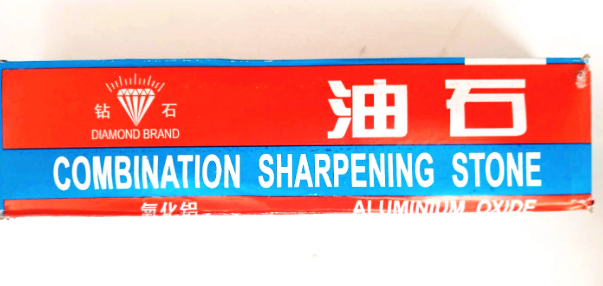 钻 石
DIAMOND BRAND
油石
COMBINATION SHARPENING STONE
氧化铝 ALUMINIUM OXIDE